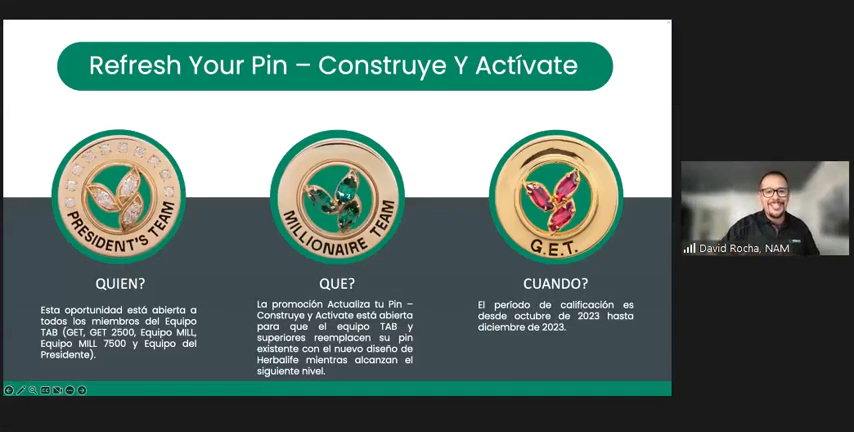 Refresh Your Pin – Construye Y Actívate
PRESIDENT'S TEAM
MILLIONAIRE TEAM
G.E.T.
QUIEN?
Esta oportunidad está abierta a
todos los miembros del Equipo
TAB (GET, GET 2500, Equipo MILL,
Equipo MILL 7500 y Equipo del
Presidente).
QUE?
La promoción Actualiza tu Pin –
Construye y Activate está abierta
para que el equipo TAB y
superiores reemplacen su pin
existente con el nuevo diseño de
Herbalife mientras alcanzan el
siguiente nivel.
CUANDO?
El período de calificación es
desde octubre de 2023 hasta
diciembre de 2023.
David Rocha, NAM